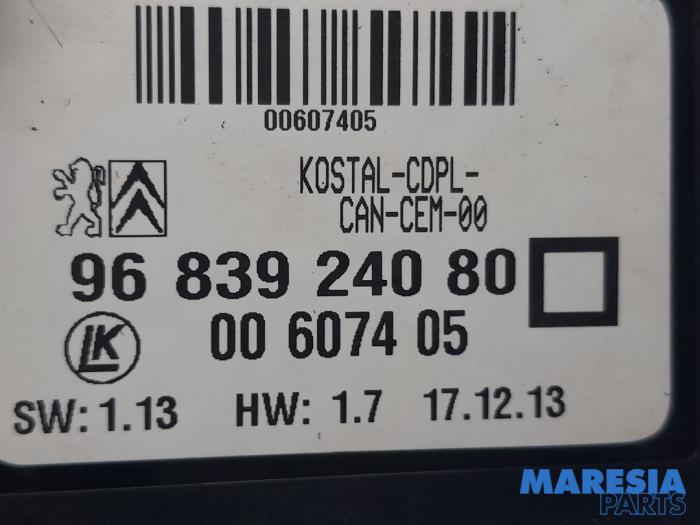 00607405
KOSTAL-CDPL-
CAN-CEM-00
96 839 240 80
00 6074 05
LK
SW: 1.13 HW: 1.7 17.12.13
MARESIA
PARTS